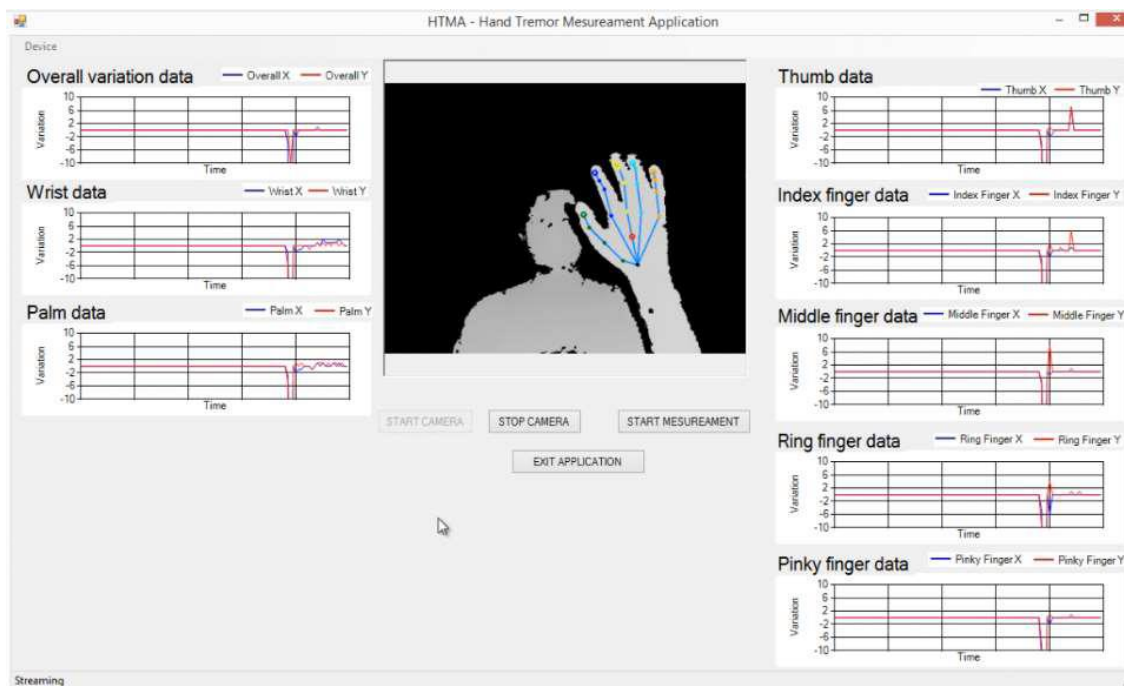 HTMA - Hand Tremor Mesureament Application
Device
Overall variation data
Overall X Overall Y
10
6
2
-2
-6
-10
Variation
Time
Wrist data
Wrist X Wrist Y
10
6
2
-2
-6
-10
Variation
Time
Palm data
Palm X Palm Y
10
6
2
-2
-6
-10
Variation
Time
START CAMERA STOP CAMERA START MESUREAMENT
EXIT APPLICATION
Thumb data
Thumb X Thumb Y
10
6
2
-2
-6
-10
Variation
Time
Index finger data
Index Finger X Index Finger Y
10
6
2
-2
-6
-10
Variation
Time
Middle finger data
Middle Finger X Middle Finger Y
10
6
2
-2
-6
-10
Variation
Time
Ring finger data
Ring Finger X Ring Finger Y
10
6
2
-2
-6
-10
Variation
Time
Pinky finger data
Pinky Finger X Pinky Finger Y
10
6
2
-2
-6
-10
Variation
Time
Streaming